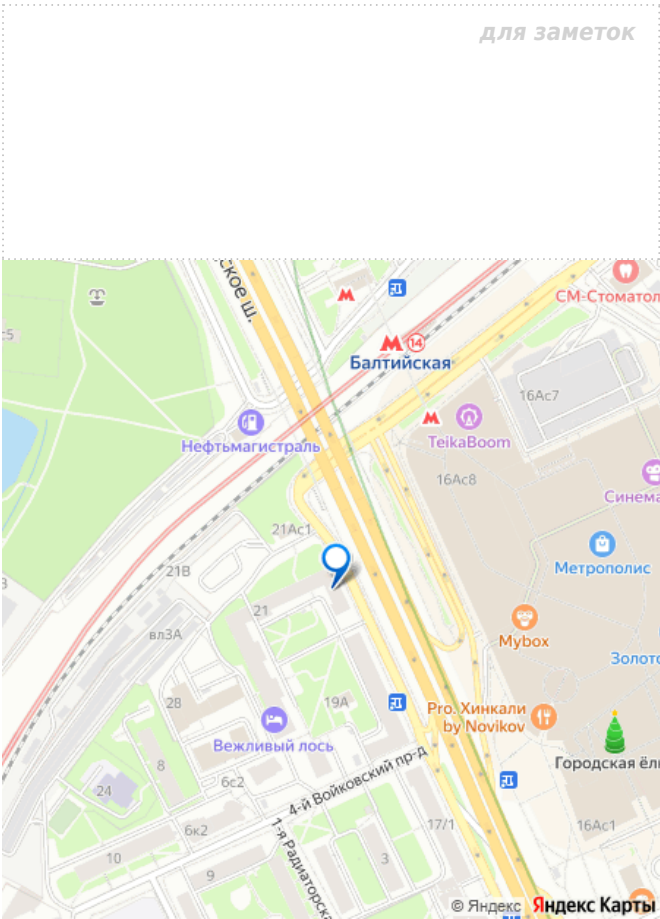 для заметок
ское ш.
СМ-Стоматол
с5
14
Балтийская
16Ас7
TeikaBoom
Нефтьмагистраль
16Ас8
Синема
21Ас1
Метрополис
21В
21
Mybox
вл3А
Золото
28
19А
Pro. Хинкали
by Novikov
Вежливый лось
Городская ёл
8
4-й Войковский пр-д
6с2
24
6к2
17/1
16Ас1
10
3
9
1-я Радиаторска
© Яндекс Яндекс Карты